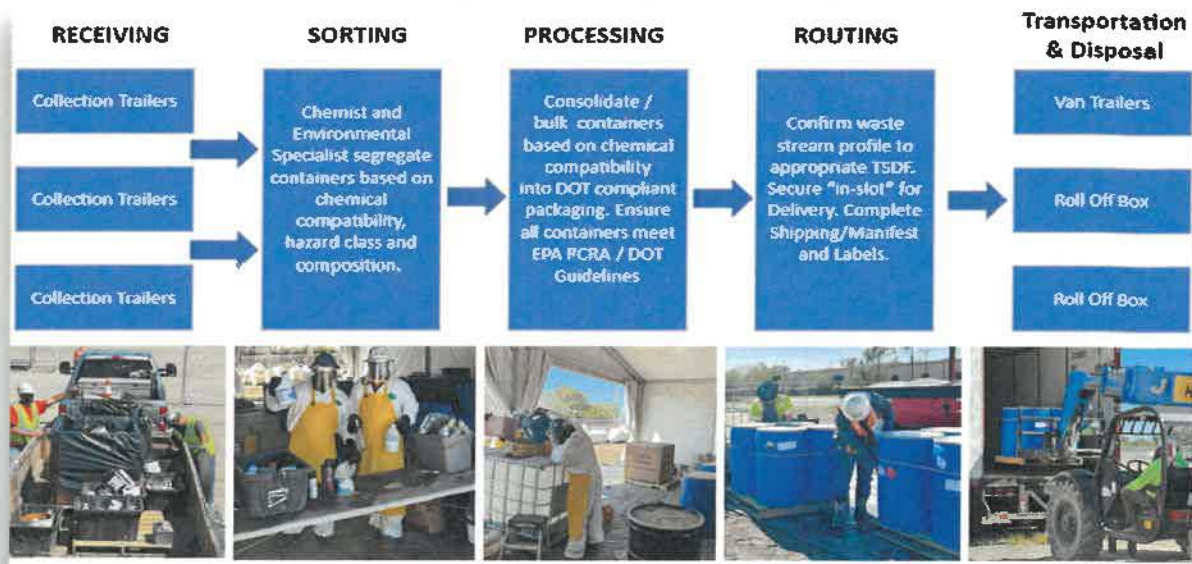 RECEIVING
SORTING
PROCESSING
ROUTING
Transportation
& Disposal
Collection Trailers
Collection Trailers
Collection Trailers
Chemist and
Environmental
Specialist segregate
containers based on
chemical
compatibility,
hazard class and
composition.
Consolidate /
bulk containers
based on chemical
compatibility
into DOT compliant
packaging. Ensure
all containers meet
EPA RCRA / DOT
Guidelines
Confirm waste
stream profile to
appropriate TSDF.
Secure "in-slot" for
Delivery. Complete
Shipping/Manifest
and Labels.
Van Trailers
Roll Off Box
Roll Off Box